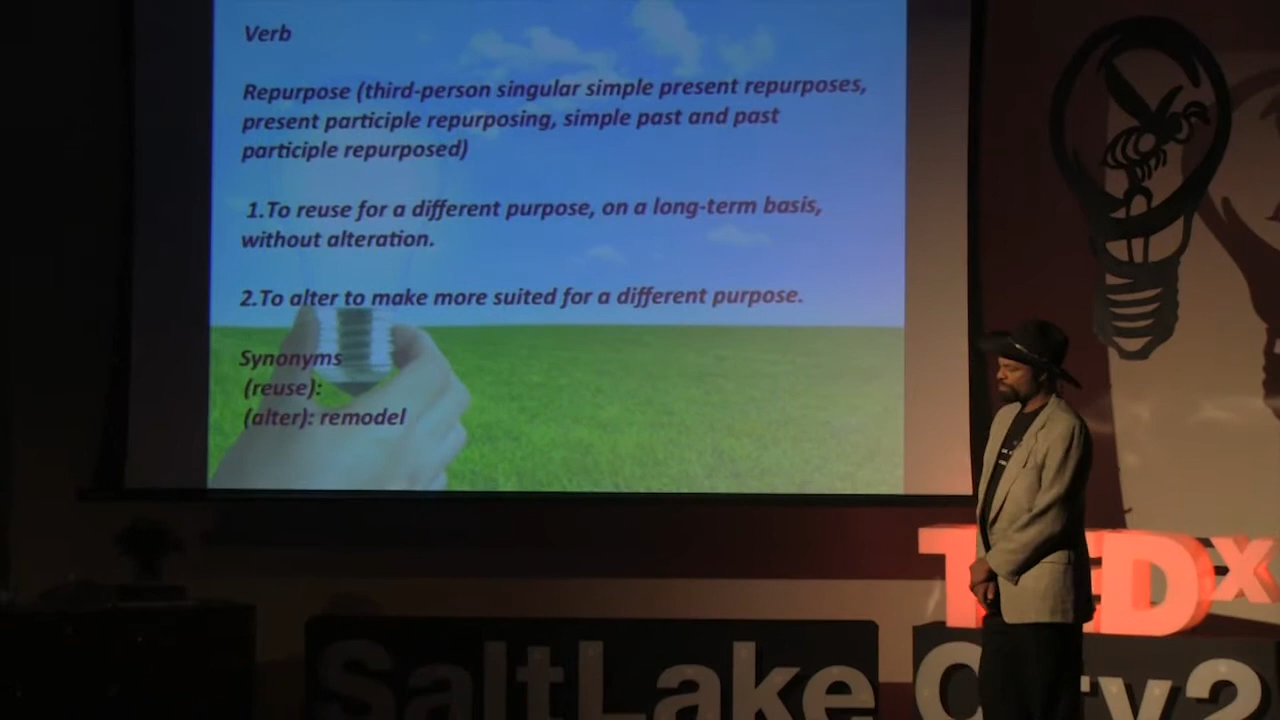 Verb
Repurpose (third-person singular simple present repurposes,
present participle repurposing, simple past and past
participle repurposed)
1.To reuse for a different purpose, on a long-term basis,
without alteration.
2.To alter to make more suited for a different purpose.
Synonyms
(reuse):
(alter): remodel
TEDx
SaltLake City2